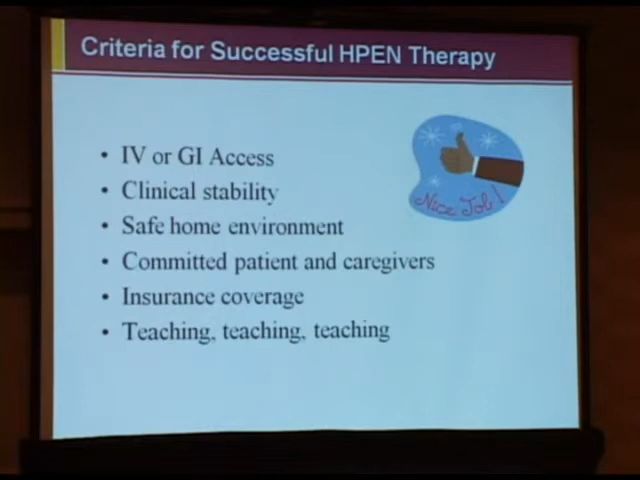 Criteria for Successful HPEN Therapy
• IV or GI Access
• Clinical stability
• Safe home environment
• Committed patient and caregivers
• Insurance coverage
• Teaching, teaching, teaching
Nice Job!